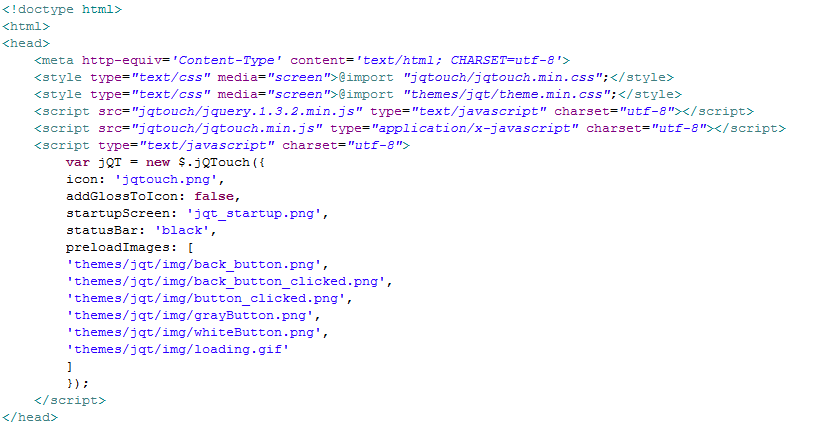 <!doctype html>
<html>
<head>
    <meta http-equiv='Content-Type' content='text/html; CHARSET=utf-8'>
    <style type="text/css" media="screen">@import "jqtouch/jqtouch.min.css";</style>
    <style type="text/css" media="screen">@import "themes/jqt/theme.min.css";</style>
    <script src="jqtouch/jquery.1.3.2.min.js" type="text/javascript" charset="utf-8"></script>
    <script src="jqtouch/jqtouch.min.js" type="application/x-javascript" charset="utf-8"></script>
    <script type="text/javascript" charset="utf-8">
        var jQT = new $.jQTouch({
        icon: 'jqtouch.png',
        addGlossToIcon: false,
        startupScreen: 'jqt_startup.png',
        statusBar: 'black',
        preloadImages: [
        'themes/jqt/img/back_button.png',
        'themes/jqt/img/back_button_clicked.png',
        'themes/jqt/img/button_clicked.png',
        'themes/jqt/img/grayButton.png',
        'themes/jqt/img/whiteButton.png',
        'themes/jqt/img/loading.gif'
        ]
        });
    </script>
</head>